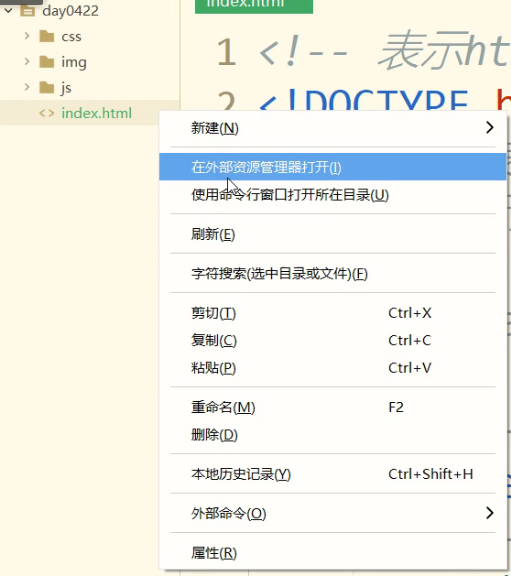 day0422
css
img
js
index.html
index.html
1 <!-- 表示ht
2 <!DOCTYPE h
新建(N)
在外部资源管理器打开(I)
使用命令行窗口打开所在目录(U)
刷新(E)
字符搜索(选中目录或文件)(F)
剪切(T) Ctrl+X
复制(C) Ctrl+C
粘贴(P) Ctrl+V
重命名(M) F2
删除(D)
本地历史记录(Y) Ctrl+Shift+H
外部命令(O)
属性(R)